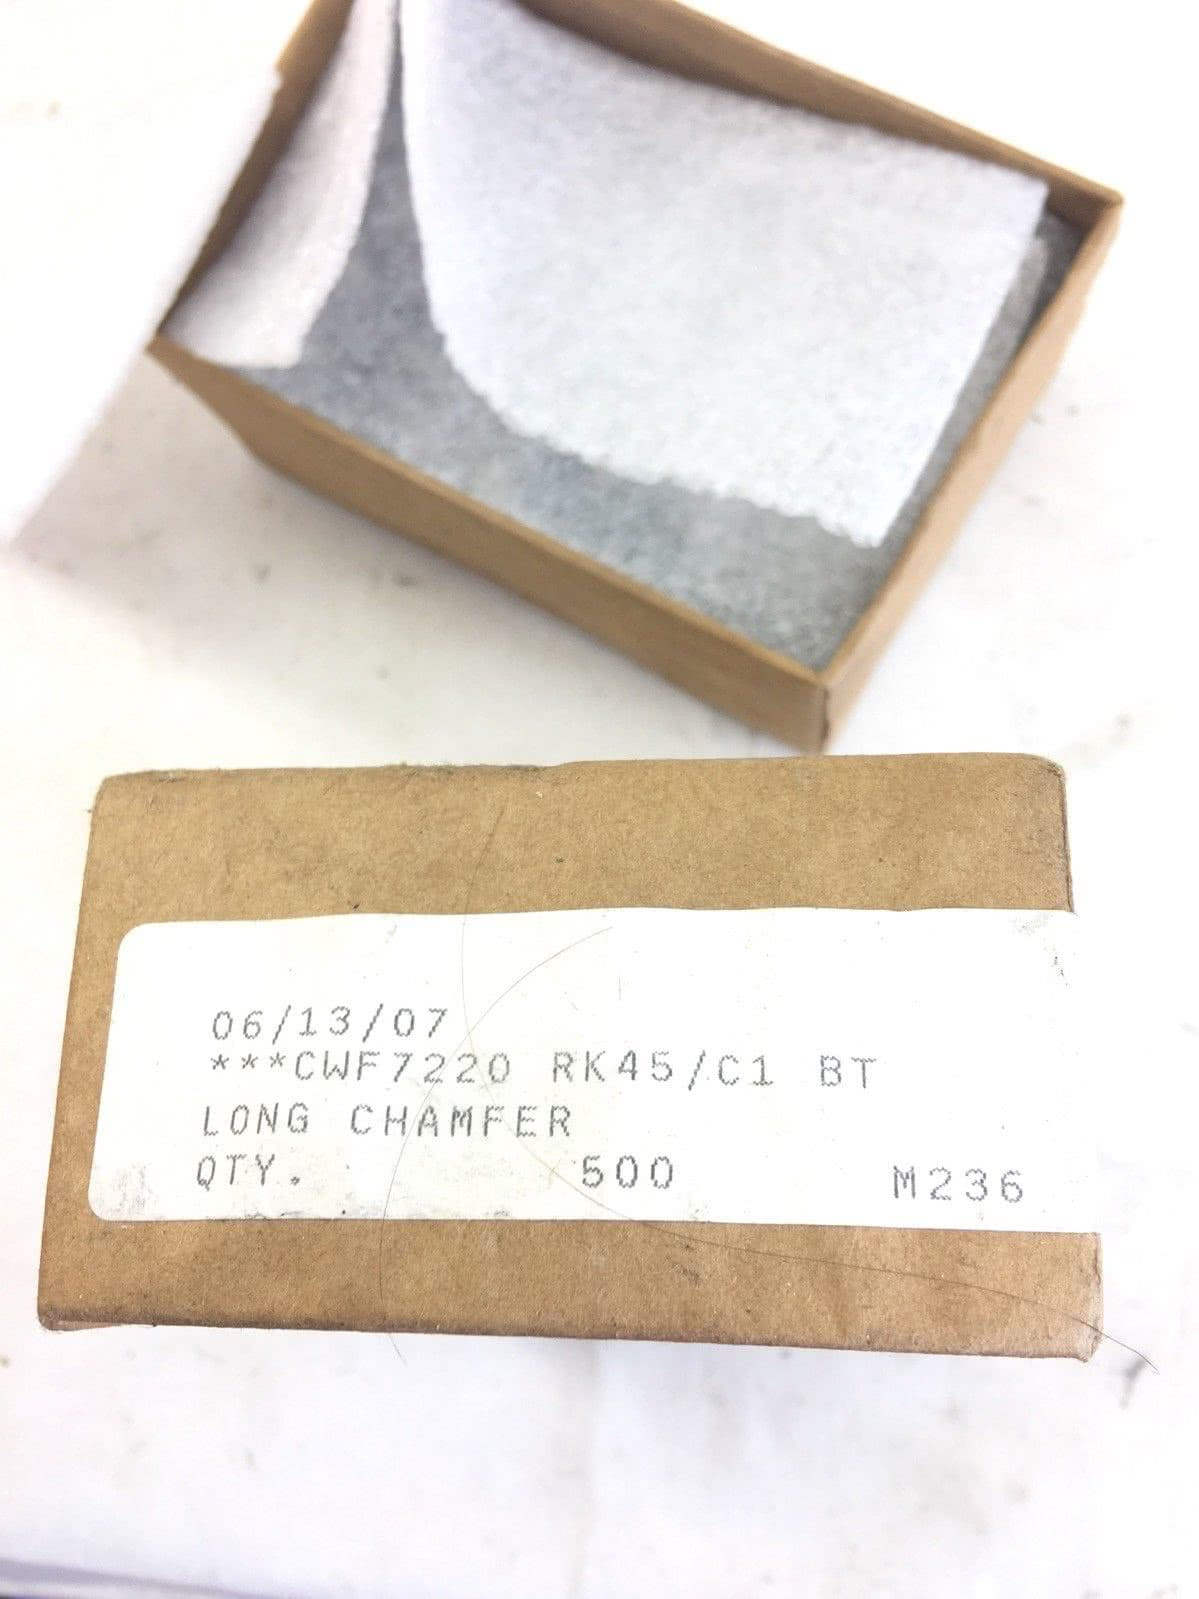 06/13/07
***CWF7220 RK45/C1 BT
LONG CHAMFER
QTY. 500 M236